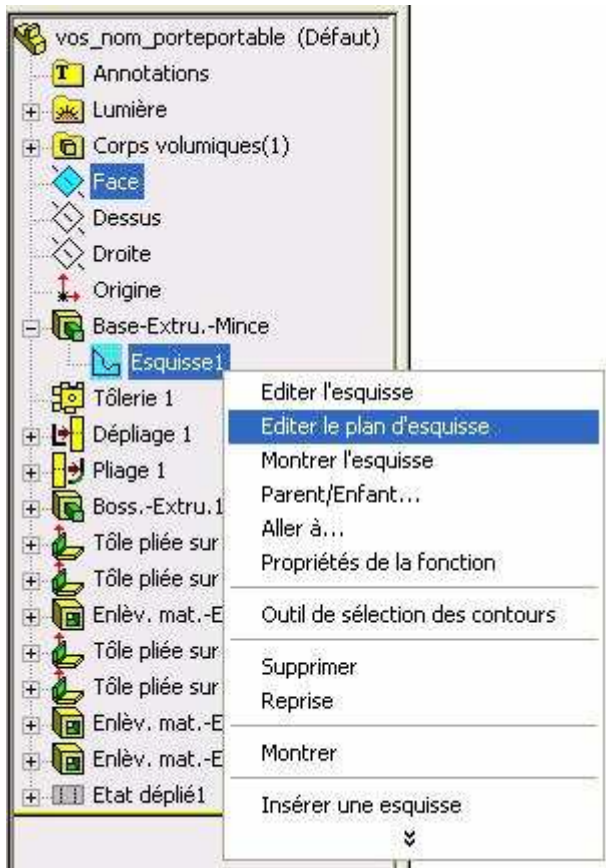 vos_nom_porteportable (Défaut)
Annotations
Lumière
Corps volumiques(1)
Face
Dessus
Droite
Origine
Base-Extru.-Mince
Esquisse1
Tôlerie 1
Dépliage 1
Pliage 1
Boss.-Extru.1
Tôle pliée sur
Tôle pliée sur
Enlèv. mat.-E
Tôle pliée sur
Tôle pliée sur
Enlèv. mat.-E
Enlèv. mat.-E
Etat déplié1
Editer l'esquisse
Editer le plan d'esquisse
Montrer l'esquisse
Parent/Enfant...
Aller à...
Propriétés de la fonction
Outil de sélection des contours
Supprimer
Reprise
Montrer
Insérer une esquisse